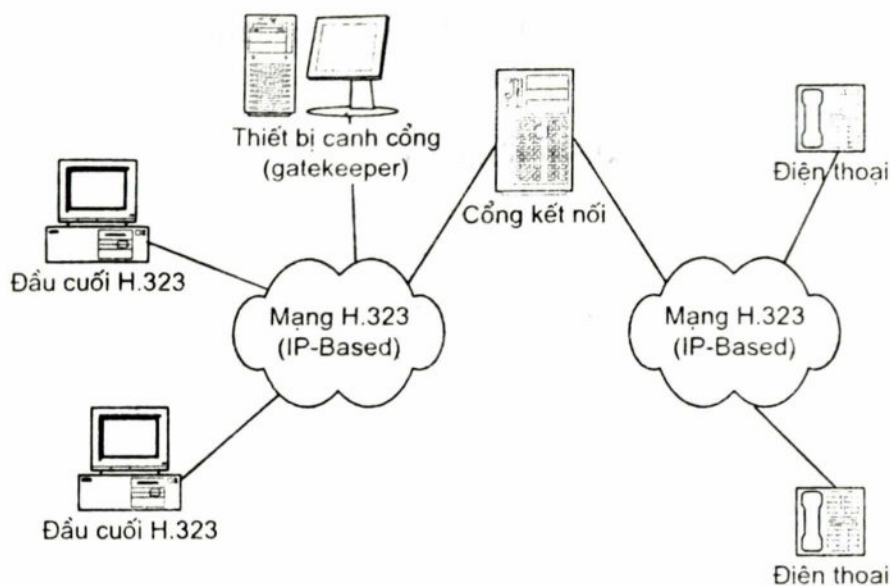 Thiết bị canh cổng
(gatekeeper)
Cổng kết nối
Điện thoại
Đầu cuối H.323
Mạng H.323
(IP-Based)
Mạng H.323
(IP-Based)
Đầu cuối H.323
Điện thoại